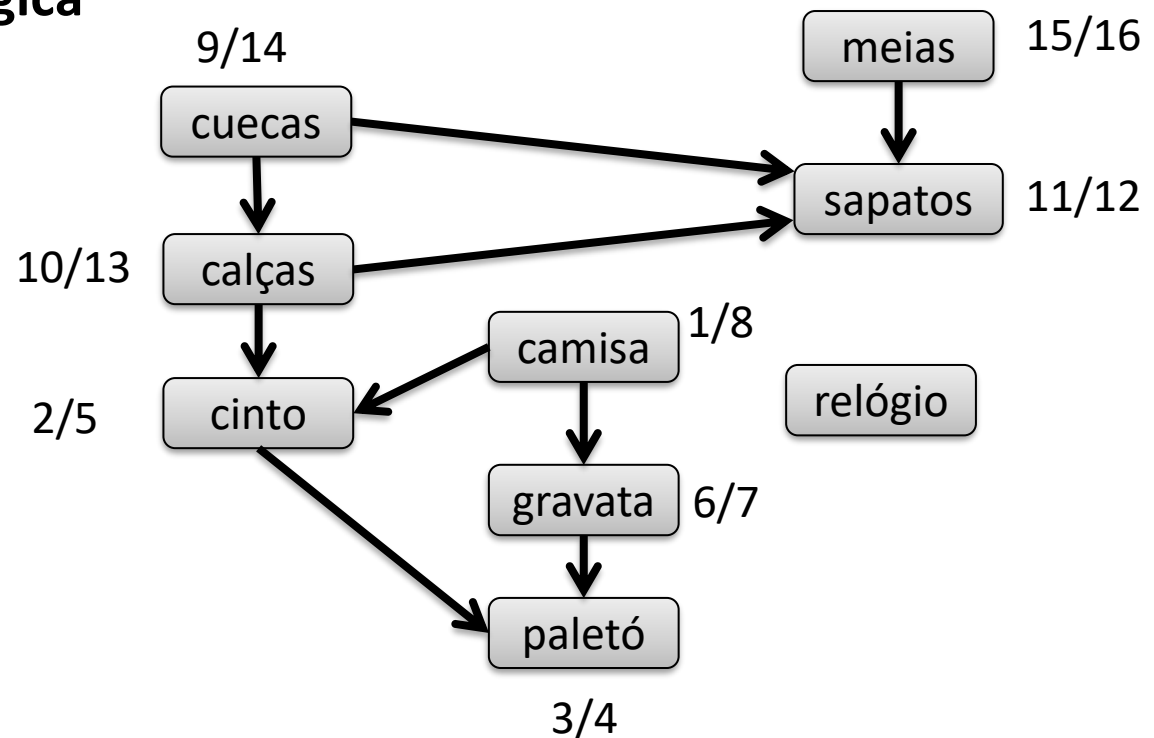 9/14
meias 15/16
cuecas
sapatos 11/12
10/13 calças
camisa 1/8
relógio
2/5 cinto
gravata 6/7
paletó
3/4